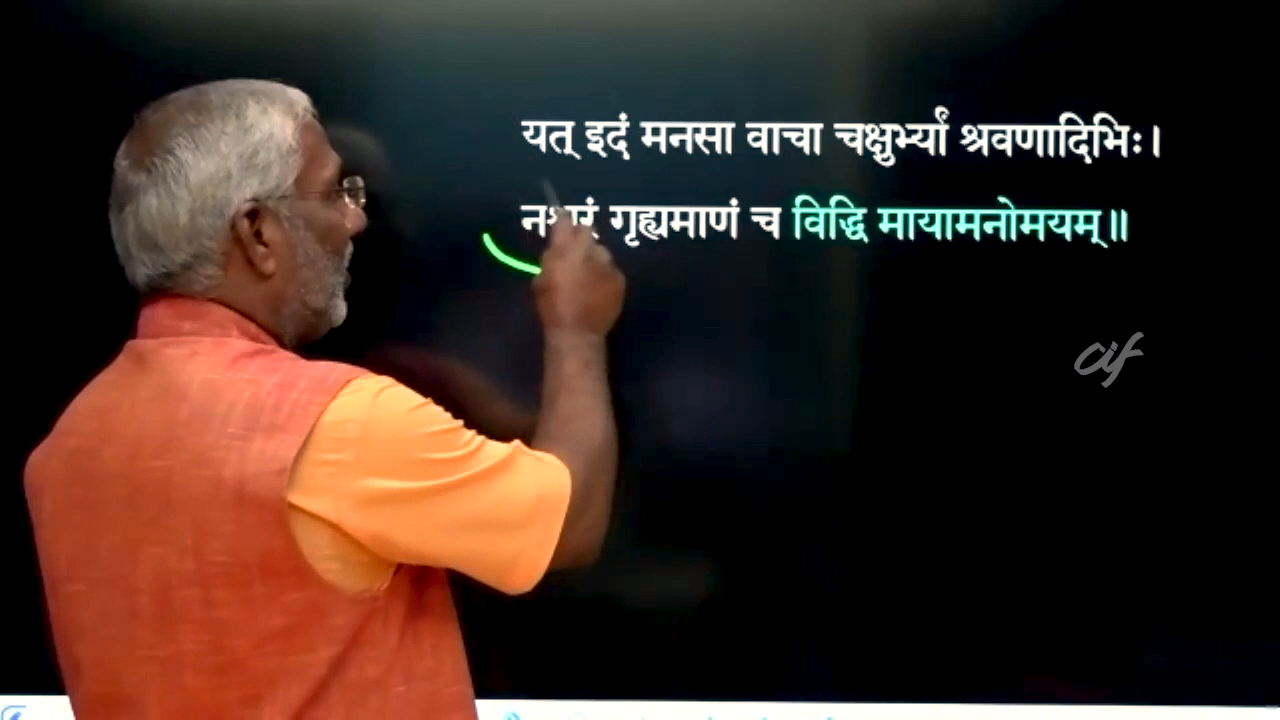 यत् इदं मनसा वाचा चक्षुर्भ्यां श्रवणादिभिः।
गृह्यमाणं च विद्धि मायामनोमयम्॥
cif